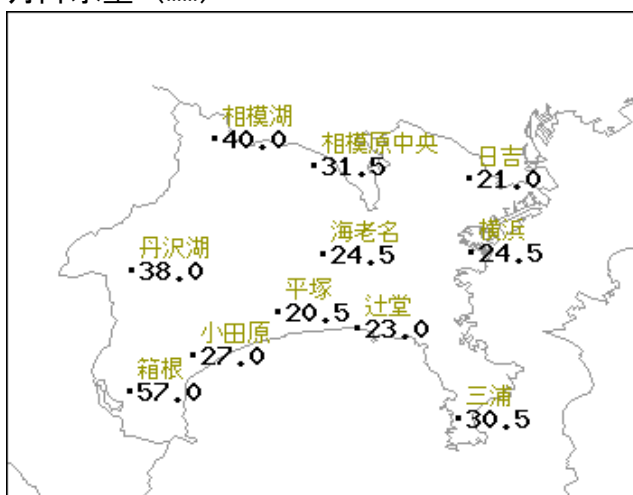 相模湖
40.0
相模原中央
31.5
日吉
21.0
海老名
24.5
横浜
24.5
丹沢湖
38.0
平塚
20.5
辻堂
23.0
小田原
27.0
箱根
57.0
三浦
30.5